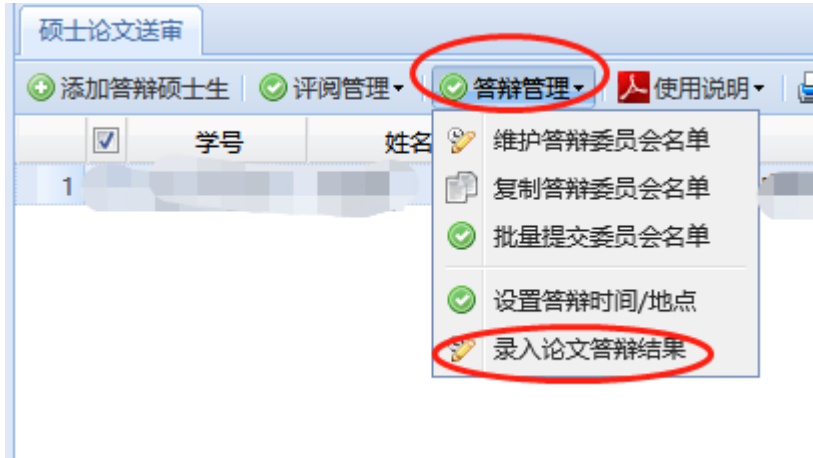 硕士论文送审
添加答辩硕士生 评阅管理 答辩管理 使用说明
学号 姓名
1
维护答辩委员会名单
复制答辩委员会名单
批量提交委员会名单
设置答辩时间/地点
录入论文答辩结果